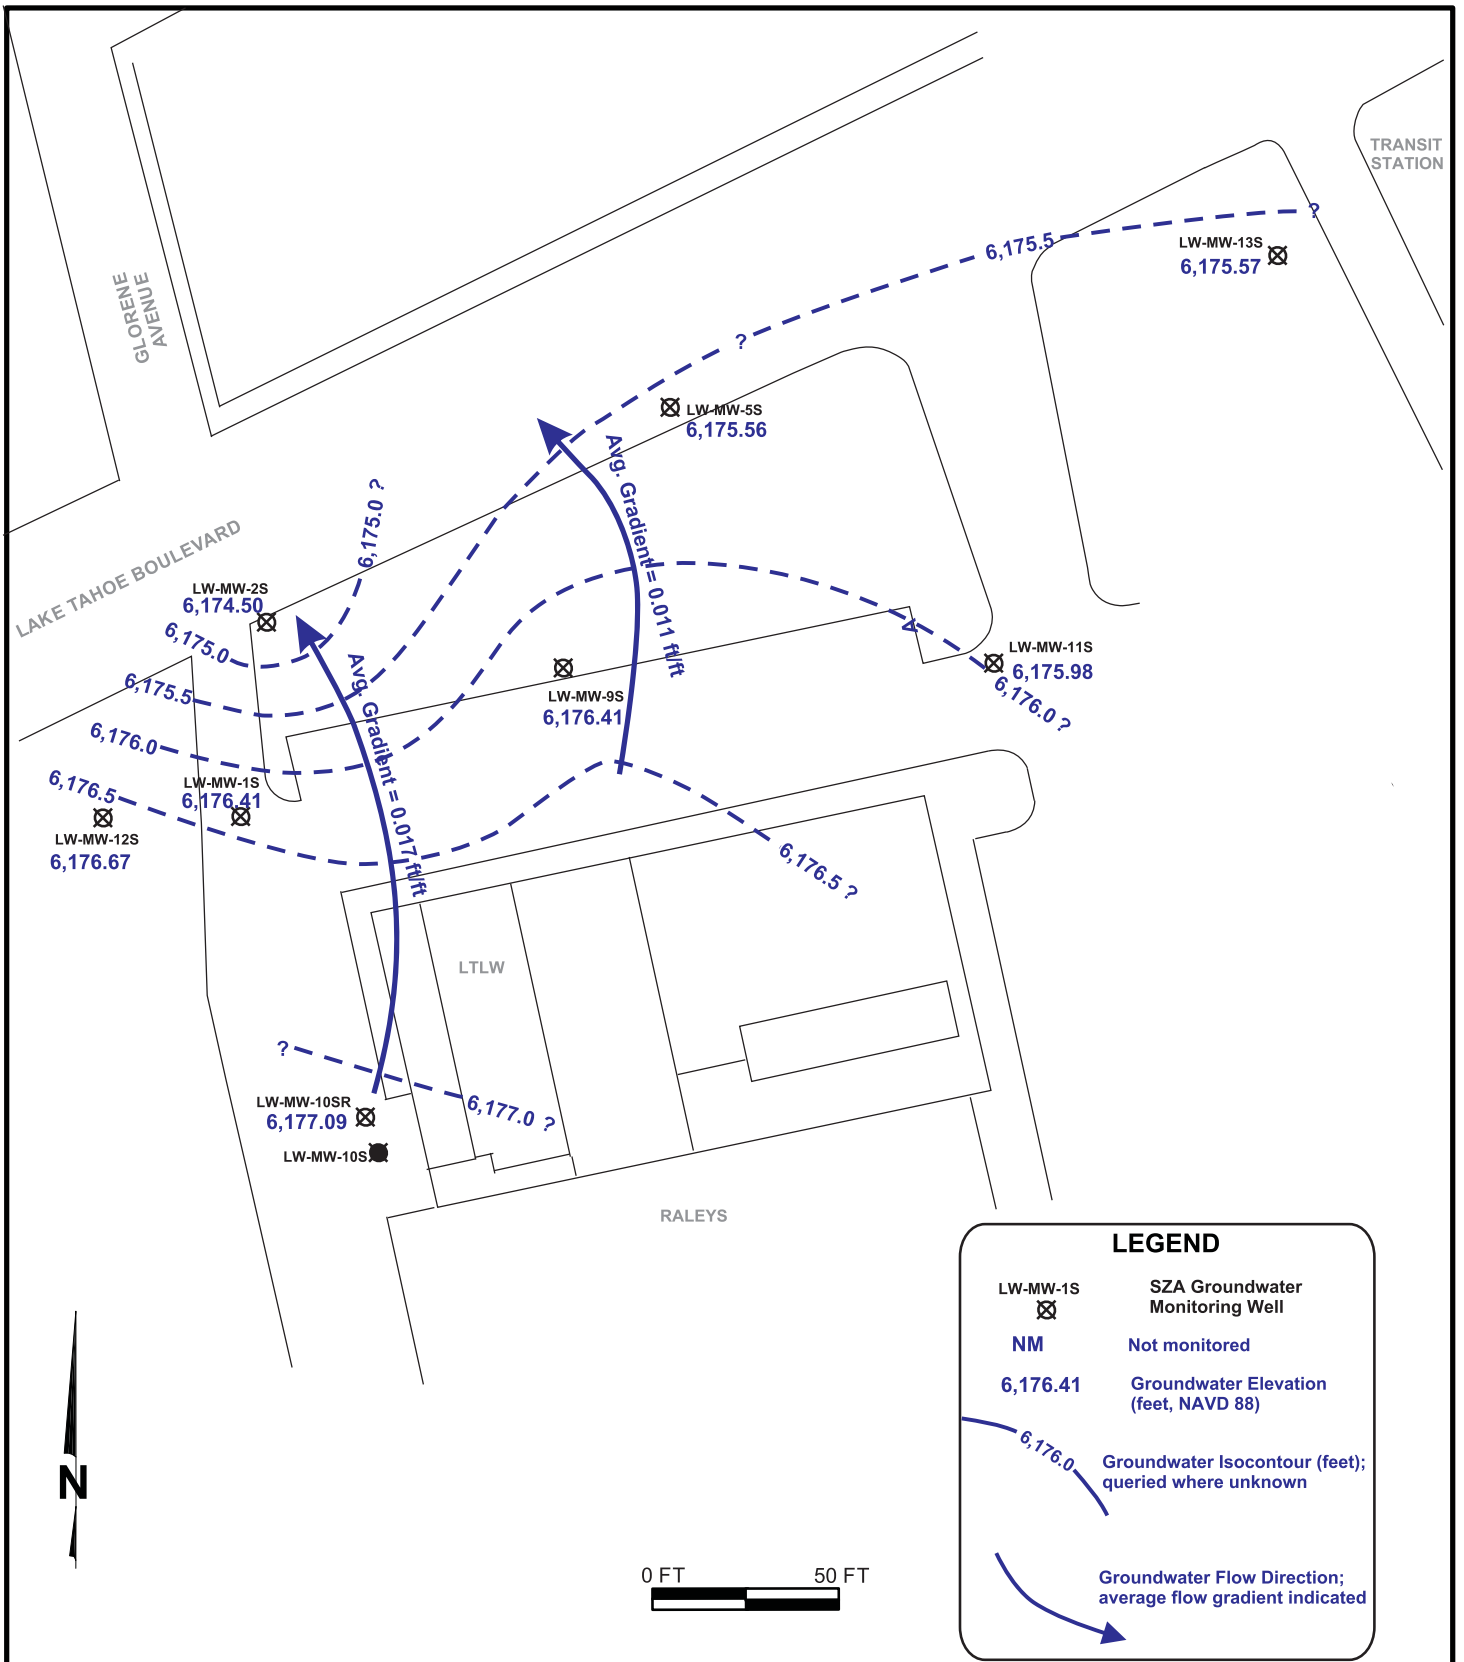 TRANSIT
STATION
?
6,175.5
LW-MW-13S
6,175.57
GLORENE
AVENUE
?
LW-MW-5S
6,175.56
Avg. Gradient = 0.011 ft/ft
6,175.0 ?
LAKE TAHOE BOULEVARD
LW-MW-2S
6,174.50
6,175.0
6,175.5
6,176.0
6,176.5
LW-MW-1S
6,176.41
LW-MW-12S
6,176.67
Avg. Gradient = 0.017 ft/ft
LW-MW-9S
6,176.41
LW-MW-11S
6,175.98
6,176.0 ?
6,176.5 ?
LTLW
?
LW-MW-10SR
6,177.09
6,177.0 ?
LW-MW-10S
RALEYS
N
0 FT
50 FT
LEGEND
LW-MW-1S
SZA Groundwater
Monitoring Well
NM
Not monitored
6,176.41
Groundwater Elevation
(feet, NAVD 88)
6,176.0
Groundwater Isocontour (feet);
queried where unknown
Groundwater Flow Direction;
average flow gradient indicated